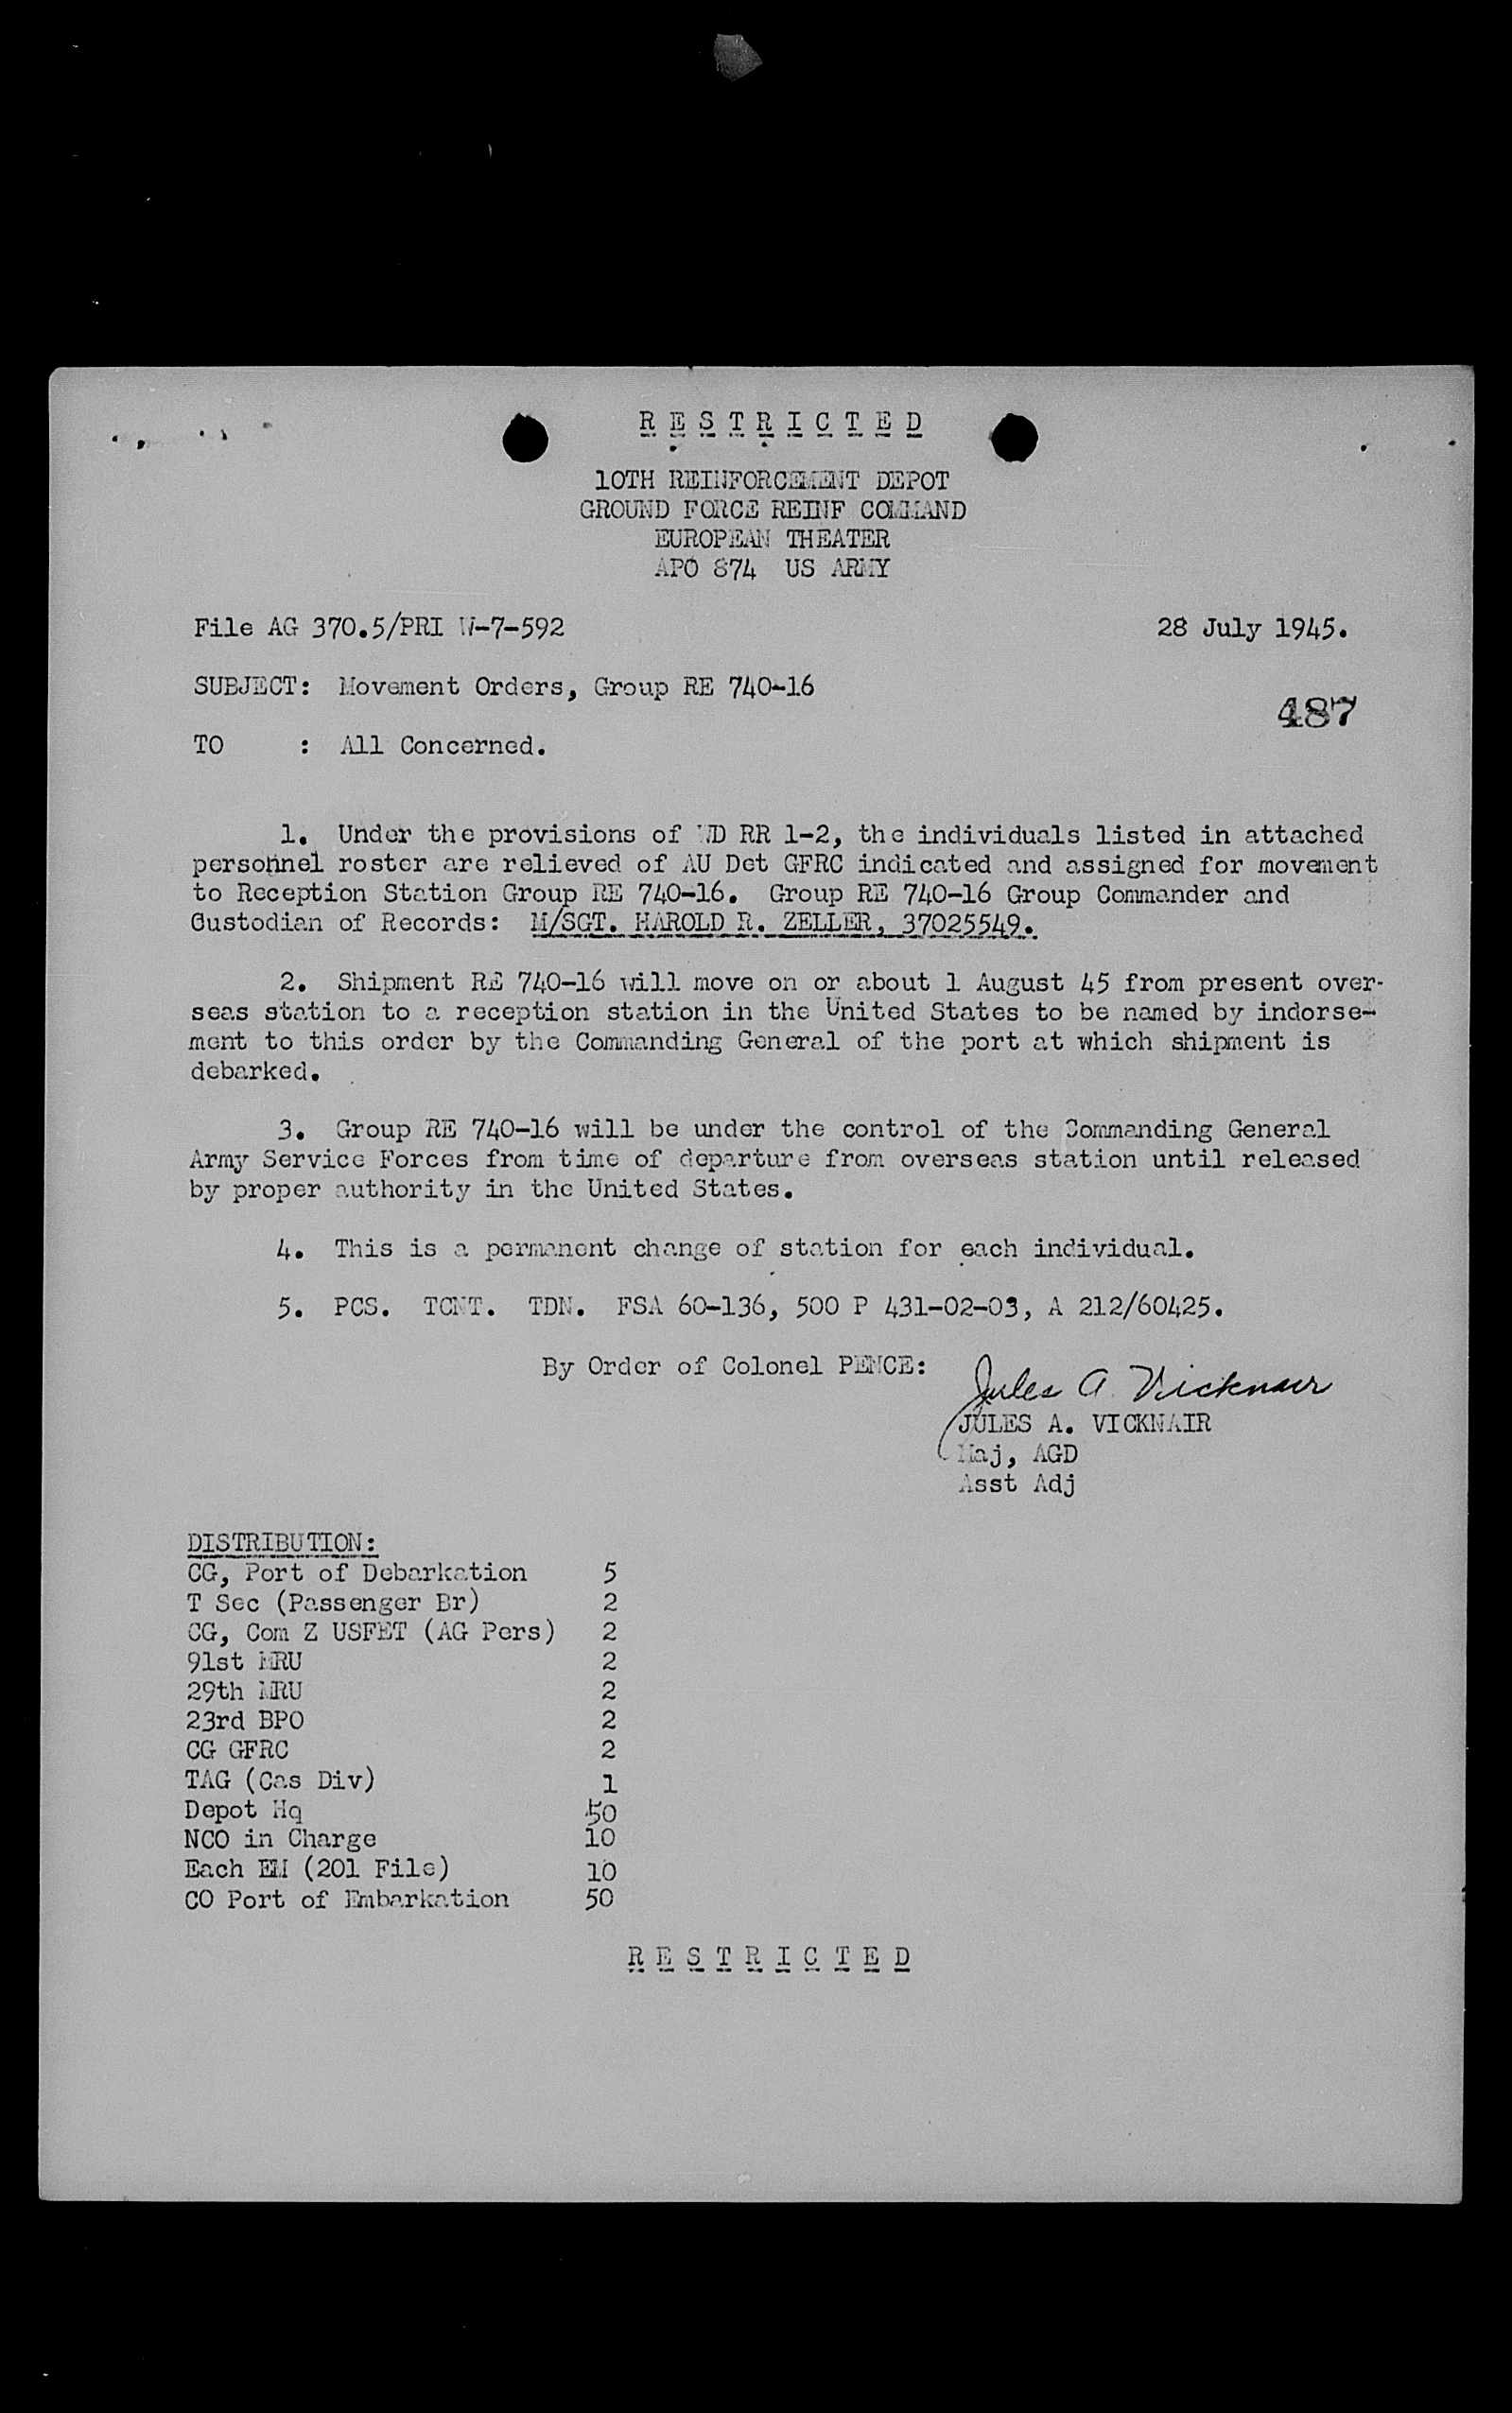 R E S T R I C T E D
10TH REINFORCEMENT DEPOT
GROUND FORCE REINF COMMAND
EUROPEAN THEATER
APO 874 US ARMY
File AG 370.5/PRI W-7-592 28 July 1945.
SUBJECT: Movement Orders, Group RE 740-16
487
TO : All Concerned.
1. Under the provisions of WD RR 1-2, the individuals listed in attached
personnel roster are relieved of AU Det GFRC indicated and assigned for movement
to Reception Station Group RE 740-16. Group RE 740-16 Group Commander and
Custodian of Records: M/SGT. HAROLD R. ZELLER, 37025549.
2. Shipment RE 740-16 will move on or about 1 August 45 from present over-
seas station to a reception station in the United States to be named by indorse-
ment to this order by the Commanding General of the port at which shipment is
debarked.
3. Group RE 740-16 will be under the control of the Commanding General
Army Service Forces from time of departure from overseas station until released
by proper authority in the United States.
4. This is a permanent change of station for each individual.
5. PCS. TCNT. TDN. FSA 60-136, 500 P 431-02-03, A 212/60425.
By Order of Colonel PENCE:
Jules A Vicknair
JULES A. VICKNAIR
Maj, AGD
Asst Adj
DISTRIBUTION:
CG, Port of Debarkation 5
T Sec (Passenger Br) 2
CG, Com Z USFET (AG Pers) 2
91st MRU 2
29th MRU 2
23rd BPO 2
CG GFRC 2
TAG (Cas Div) 1
Depot Hq 50
NCO in Charge 10
Each EM (201 File) 10
CO Port of Embarkation 50
R E S T R I C T E D